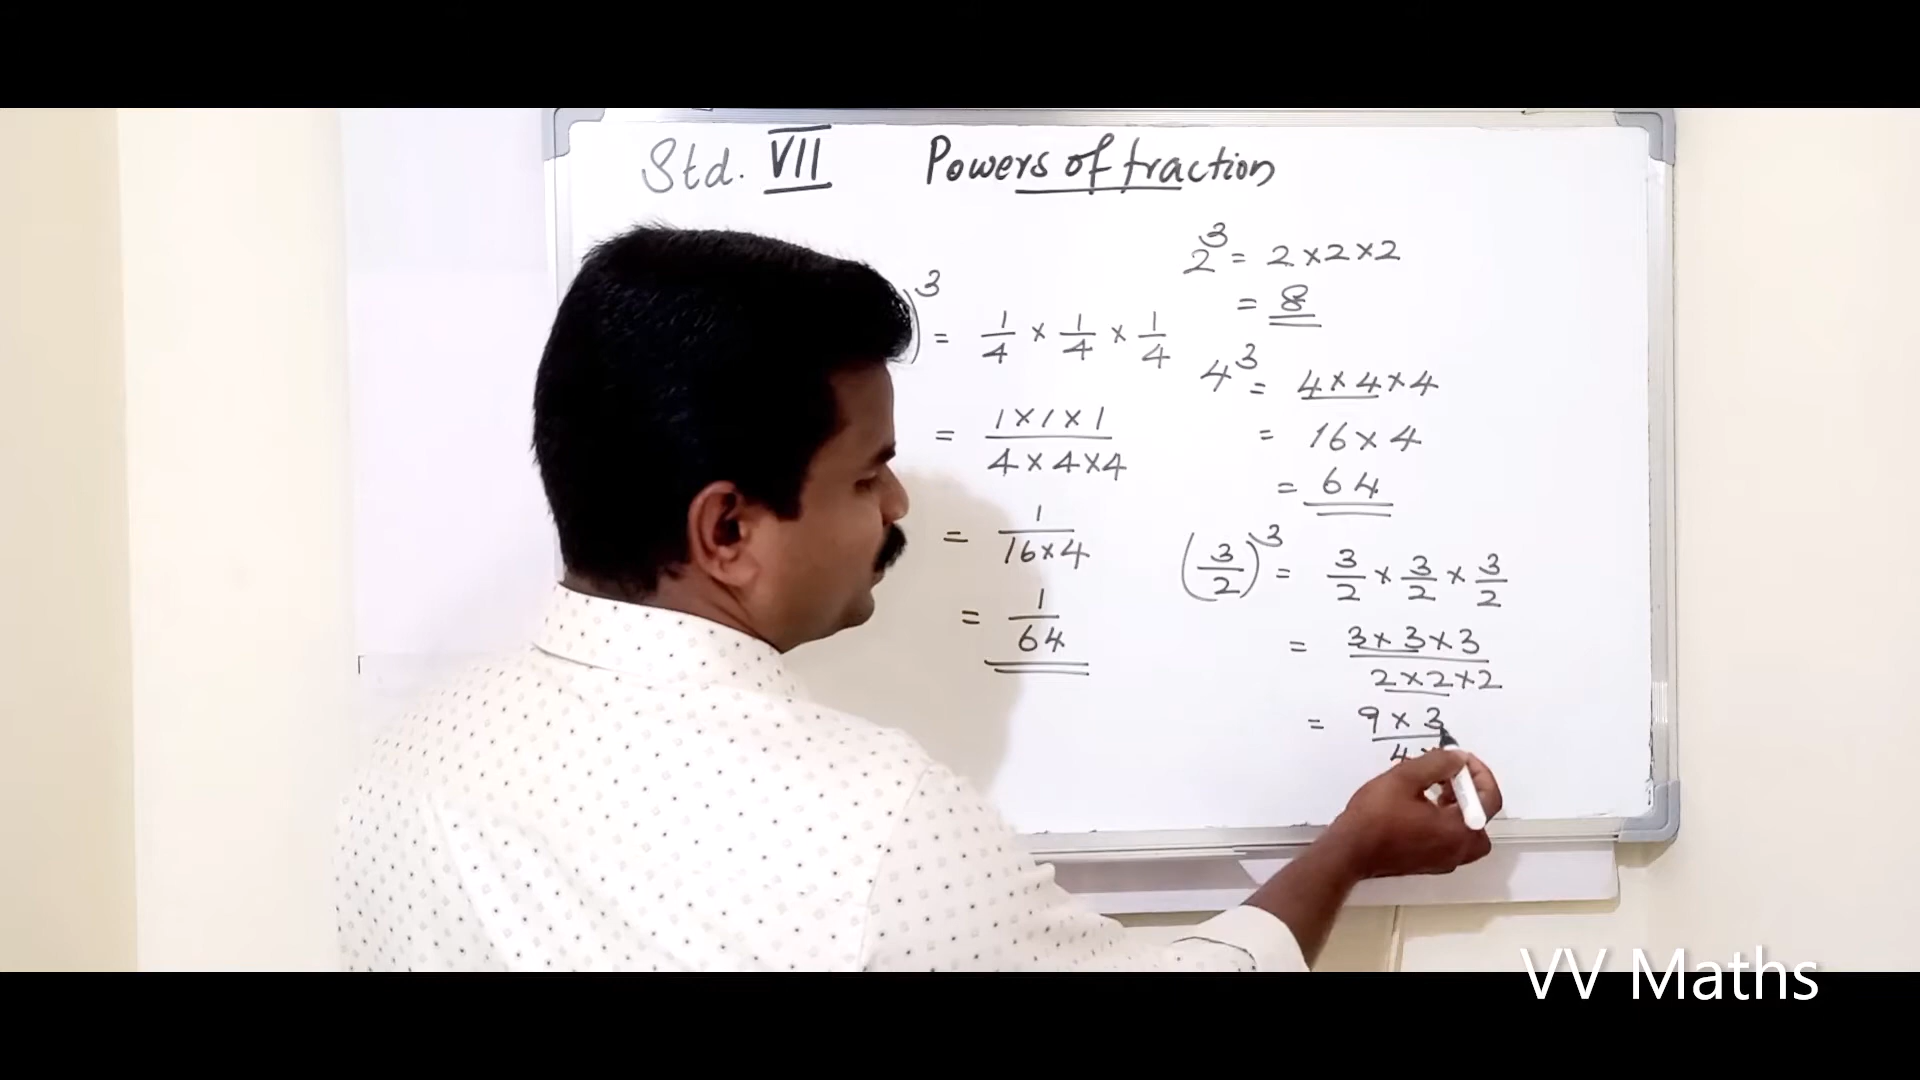 Std. VII Powers of fraction
)³ = 1/4 × 1/4 × 1/4
= 1×1×1 / 4×4×4
= 1 / 16×4
= 1/64
2³ = 2×2×2
= 8
4³ = 4×4×4
= 16×4
= 64
(3/2)³ = 3/2 × 3/2 × 3/2
= 3×3×3 / 2×2×2
= 9×3 / 4×
VV Maths